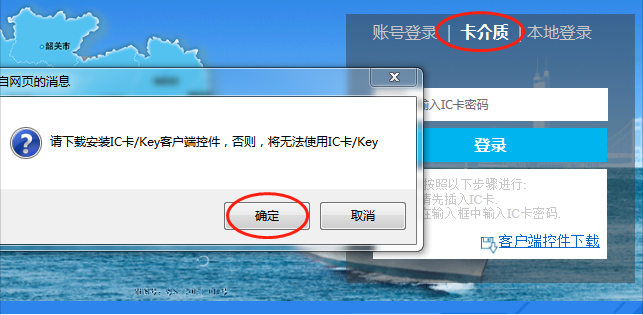 韶关市
账号登录 | 卡介质 | 本地登录
自网页的消息
输入IC卡密码
请下载安装IC卡/Key客户端控件，否则，将无法使用IC卡/Key
登录
按照以下步骤进行:
请先插入IC卡.
在输入框中输入IC卡密码.
确定
取消
客户端控件下载